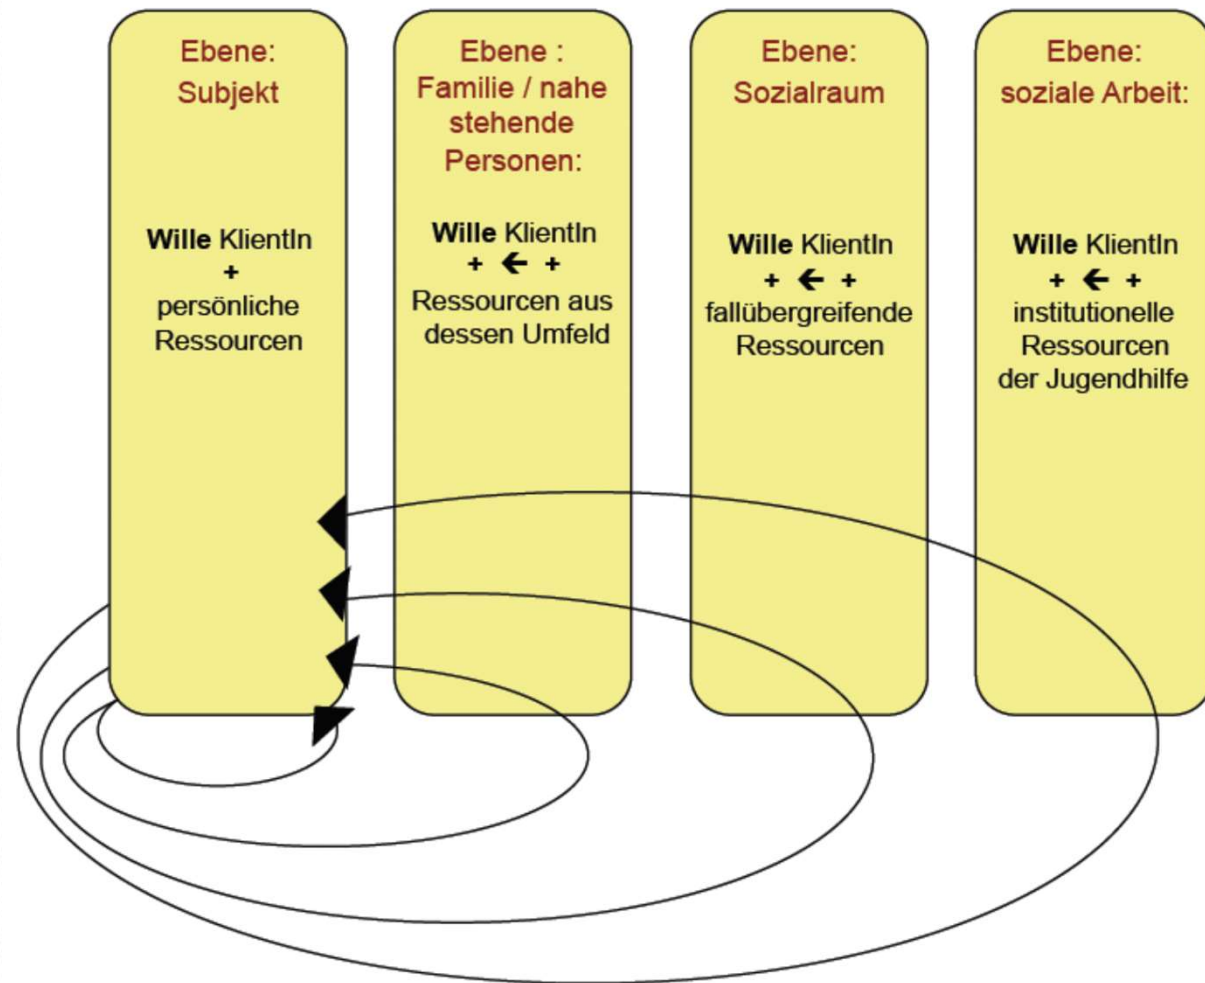 Ebene:
Subjekt
Wille KlientIn
+
persönliche
Ressourcen
Ebene :
Familie / nahe
stehende
Personen:
Wille KlientIn
+ ← +
Ressourcen aus
dessen Umfeld
Ebene:
Sozialraum
Wille KlientIn
+ ← +
fallübergreifende
Ressourcen
Ebene:
soziale Arbeit:
Wille KlientIn
+ ← +
institutionelle
Ressourcen
der Jugendhilfe